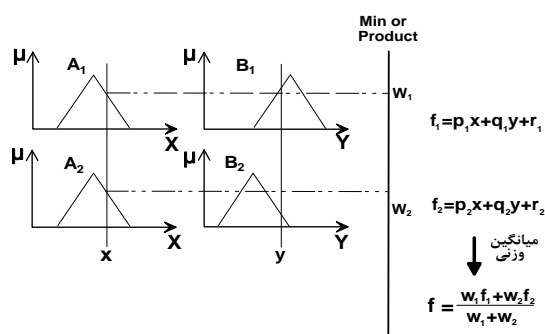 Min or
Product
μ A₁ μ B₁
w₁
X Y
f₁=p₁x+q₁y+r₁
μ A₂ μ B₂
w₂
X Y
f₂=p₂x+q₂y+r₂
x y
میانگین
وزنی
f = w₁f₁+w₂f₂
w₁+w₂